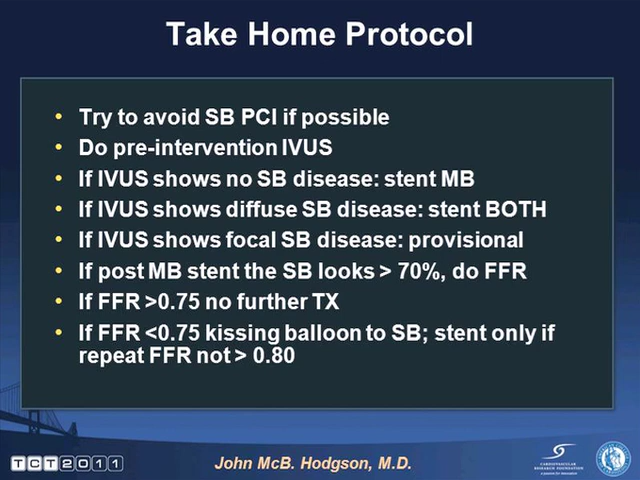 Take Home Protocol
• Try to avoid SB PCI if possible
• Do pre-intervention IVUS
• If IVUS shows no SB disease: stent MB
• If IVUS shows diffuse SB disease: stent BOTH
• If IVUS shows focal SB disease: provisional
• If post MB stent the SB looks > 70%, do FFR
• If FFR >0.75 no further TX
• If FFR <0.75 kissing balloon to SB; stent only if
repeat FFR not > 0.80
TCT2011
John McB. Hodgson, M.D.
CARDIOVASCULAR
RESEARCH FOUNDATION